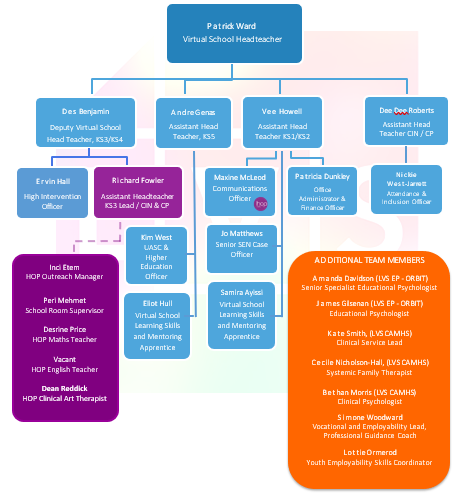 Patrick Ward
Virtual School Headteacher
Des Benjamin
Deputy Virtual School
Head Teacher, KS3/KS4
Andre Genas
Assistant Head
Teacher, KS5
Vee Howell
Assistant Head
Teacher KS1/KS2
Dee Dee Roberts
Assistant Head
Teacher CIN / CP
Ervin Hall
High Intervention
Officer
Richard Fowler
Assistant Headteacher
KS3 Lead / CIN & CP
Maxine McLeod
Communications
Officer
Patricia Dunkley
Office
Administrator &
Finance Officer
Nickie
West-Jarrett
Attendance &
Inclusion Officer
Kim West
UASC &
Higher
Education
Officer
Jo Matthews
Senior SEN Case
Officer
Eliot Hull
Virtual School
Learning Skills
and Mentoring
Apprentice
Samira Ayissi
Virtual School
Learning Skills
and Mentoring
Apprentice
Inci Etem
HOP Outreach Manager
Peri Mehmet
School Room Supervisor
Desrine Price
HOP Maths Teacher
Vacant
HOP English Teacher
Dean Reddick
HOP Clinical Art Therapist
ADDITIONAL TEAM MEMBERS
Amanda Davidson (LVS EP - ORBIT)
Senior Specialist Educational Psychologist
James Gilsenan (LVS EP - ORBIT)
Educational Psychologist
Kate Smith, (LVS CAMHS)
Clinical Service Lead
Cecile Nicholson-Hall, (LVS CAMHS)
Systemic Family Therapist
Bethan Morris (LVS CAMHS)
Clinical Psychologist
Simone Woodward
Vocational and Employability Lead,
Professional Guidance Coach
Lottie Ormerod
Youth Employability Skills Coordinator